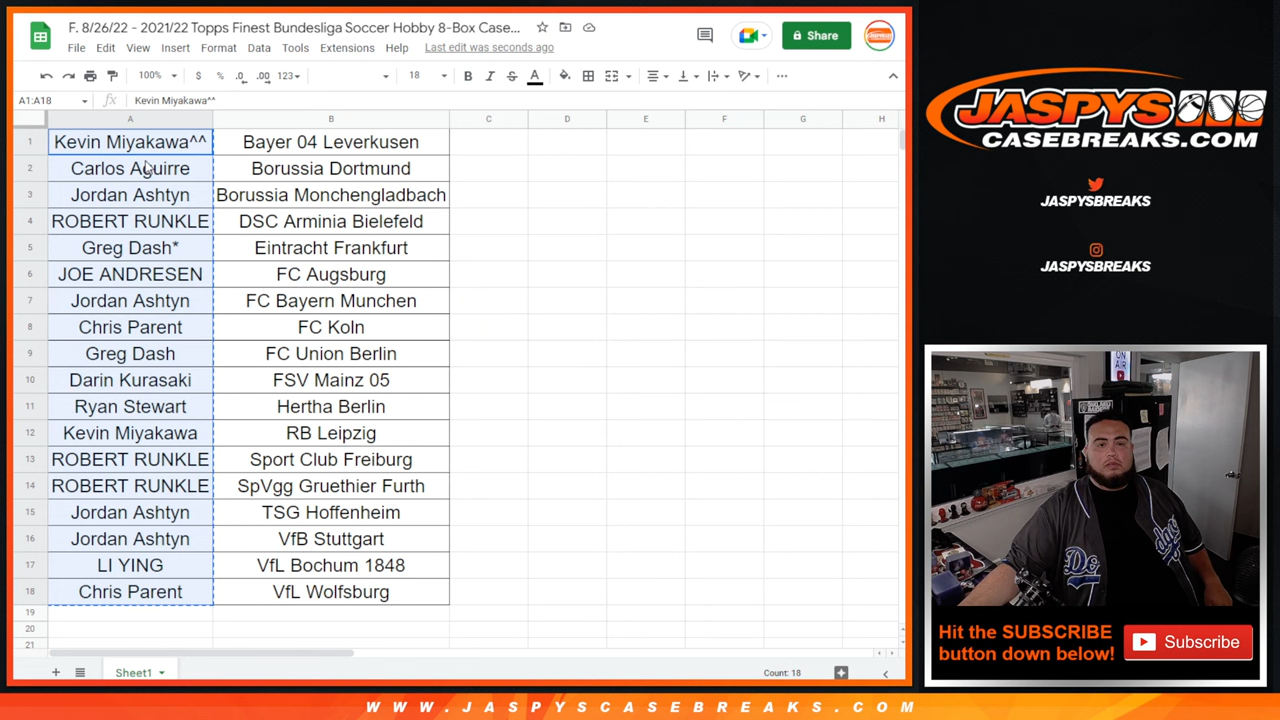 F. 8/26/22 - 2021/22 Topps Finest Bundesliga Soccer Hobby 8-Box Case...
File Edit View Insert Format Data Tools Extensions Help Last edit was seconds ago
Share
100% $ % .0 .00 123 18 B I S A
A1:A18 fx Kevin Miyakawa^^
A B C D E F G H
1 Kevin Miyakawa^^ Bayer 04 Leverkusen
2 Carlos Aguirre Borussia Dortmund
3 Jordan Ashtyn Borussia Monchengladbach
4 ROBERT RUNKLE DSC Arminia Bielefeld
5 Greg Dash* Eintracht Frankfurt
6 JOE ANDRESEN FC Augsburg
7 Jordan Ashtyn FC Bayern Munchen
8 Chris Parent FC Koln
9 Greg Dash FC Union Berlin
10 Darin Kurasaki FSV Mainz 05
11 Ryan Stewart Hertha Berlin
12 Kevin Miyakawa RB Leipzig
13 ROBERT RUNKLE Sport Club Freiburg
14 ROBERT RUNKLE SpVgg Gruethier Furth
15 Jordan Ashtyn TSG Hoffenheim
16 Jordan Ashtyn VfB Stuttgart
17 LI YING VfL Bochum 1848
18 Chris Parent VfL Wolfsburg
19
20
21
Sheet1 Count: 18
JASPYS
CASEBREAKS.COM
JASPYSBREAKS
JASPYSBREAKS
ON
AIR
Dodgers
Hit the SUBSCRIBE
button down below!
Subscribe
WWW.JASPYSCASEBREAKS.COM